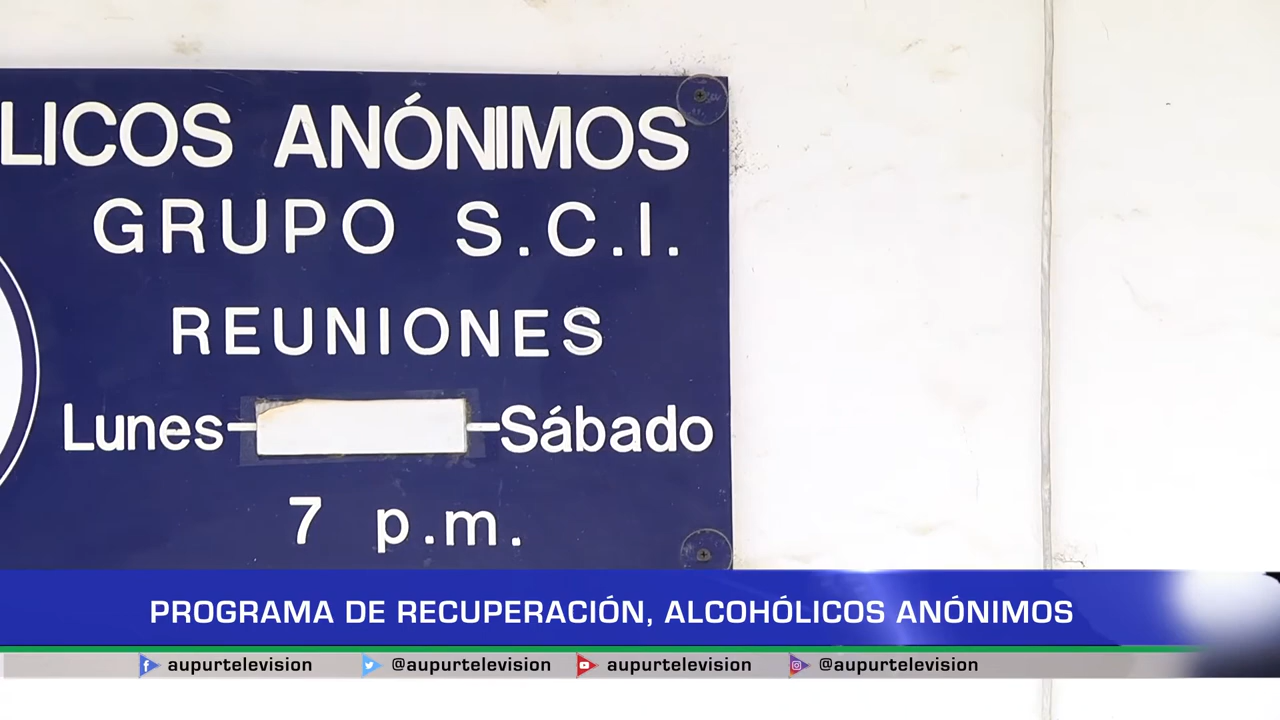 LICOS ANÓNIMOS
GRUPO S.C.I.
REUNIONES
Lunes - - Sábado
7 p.m.
PROGRAMA DE RECUPERACIÓN, ALCOHÓLICOS ANÓNIMOS
aupurtelevision @aupurtelevision aupurtelevision @aupurtelevision